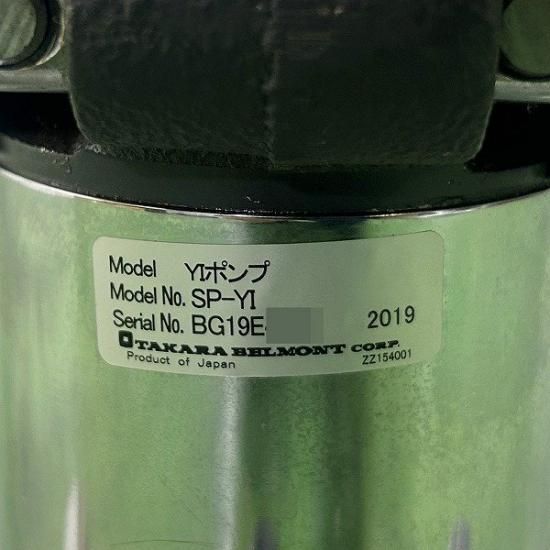 Model YIポンプ
Model No. SP-YI
Serial No. BG19E 2019
TAKARA BELMONT CORP.
Product of Japan ZZ154001